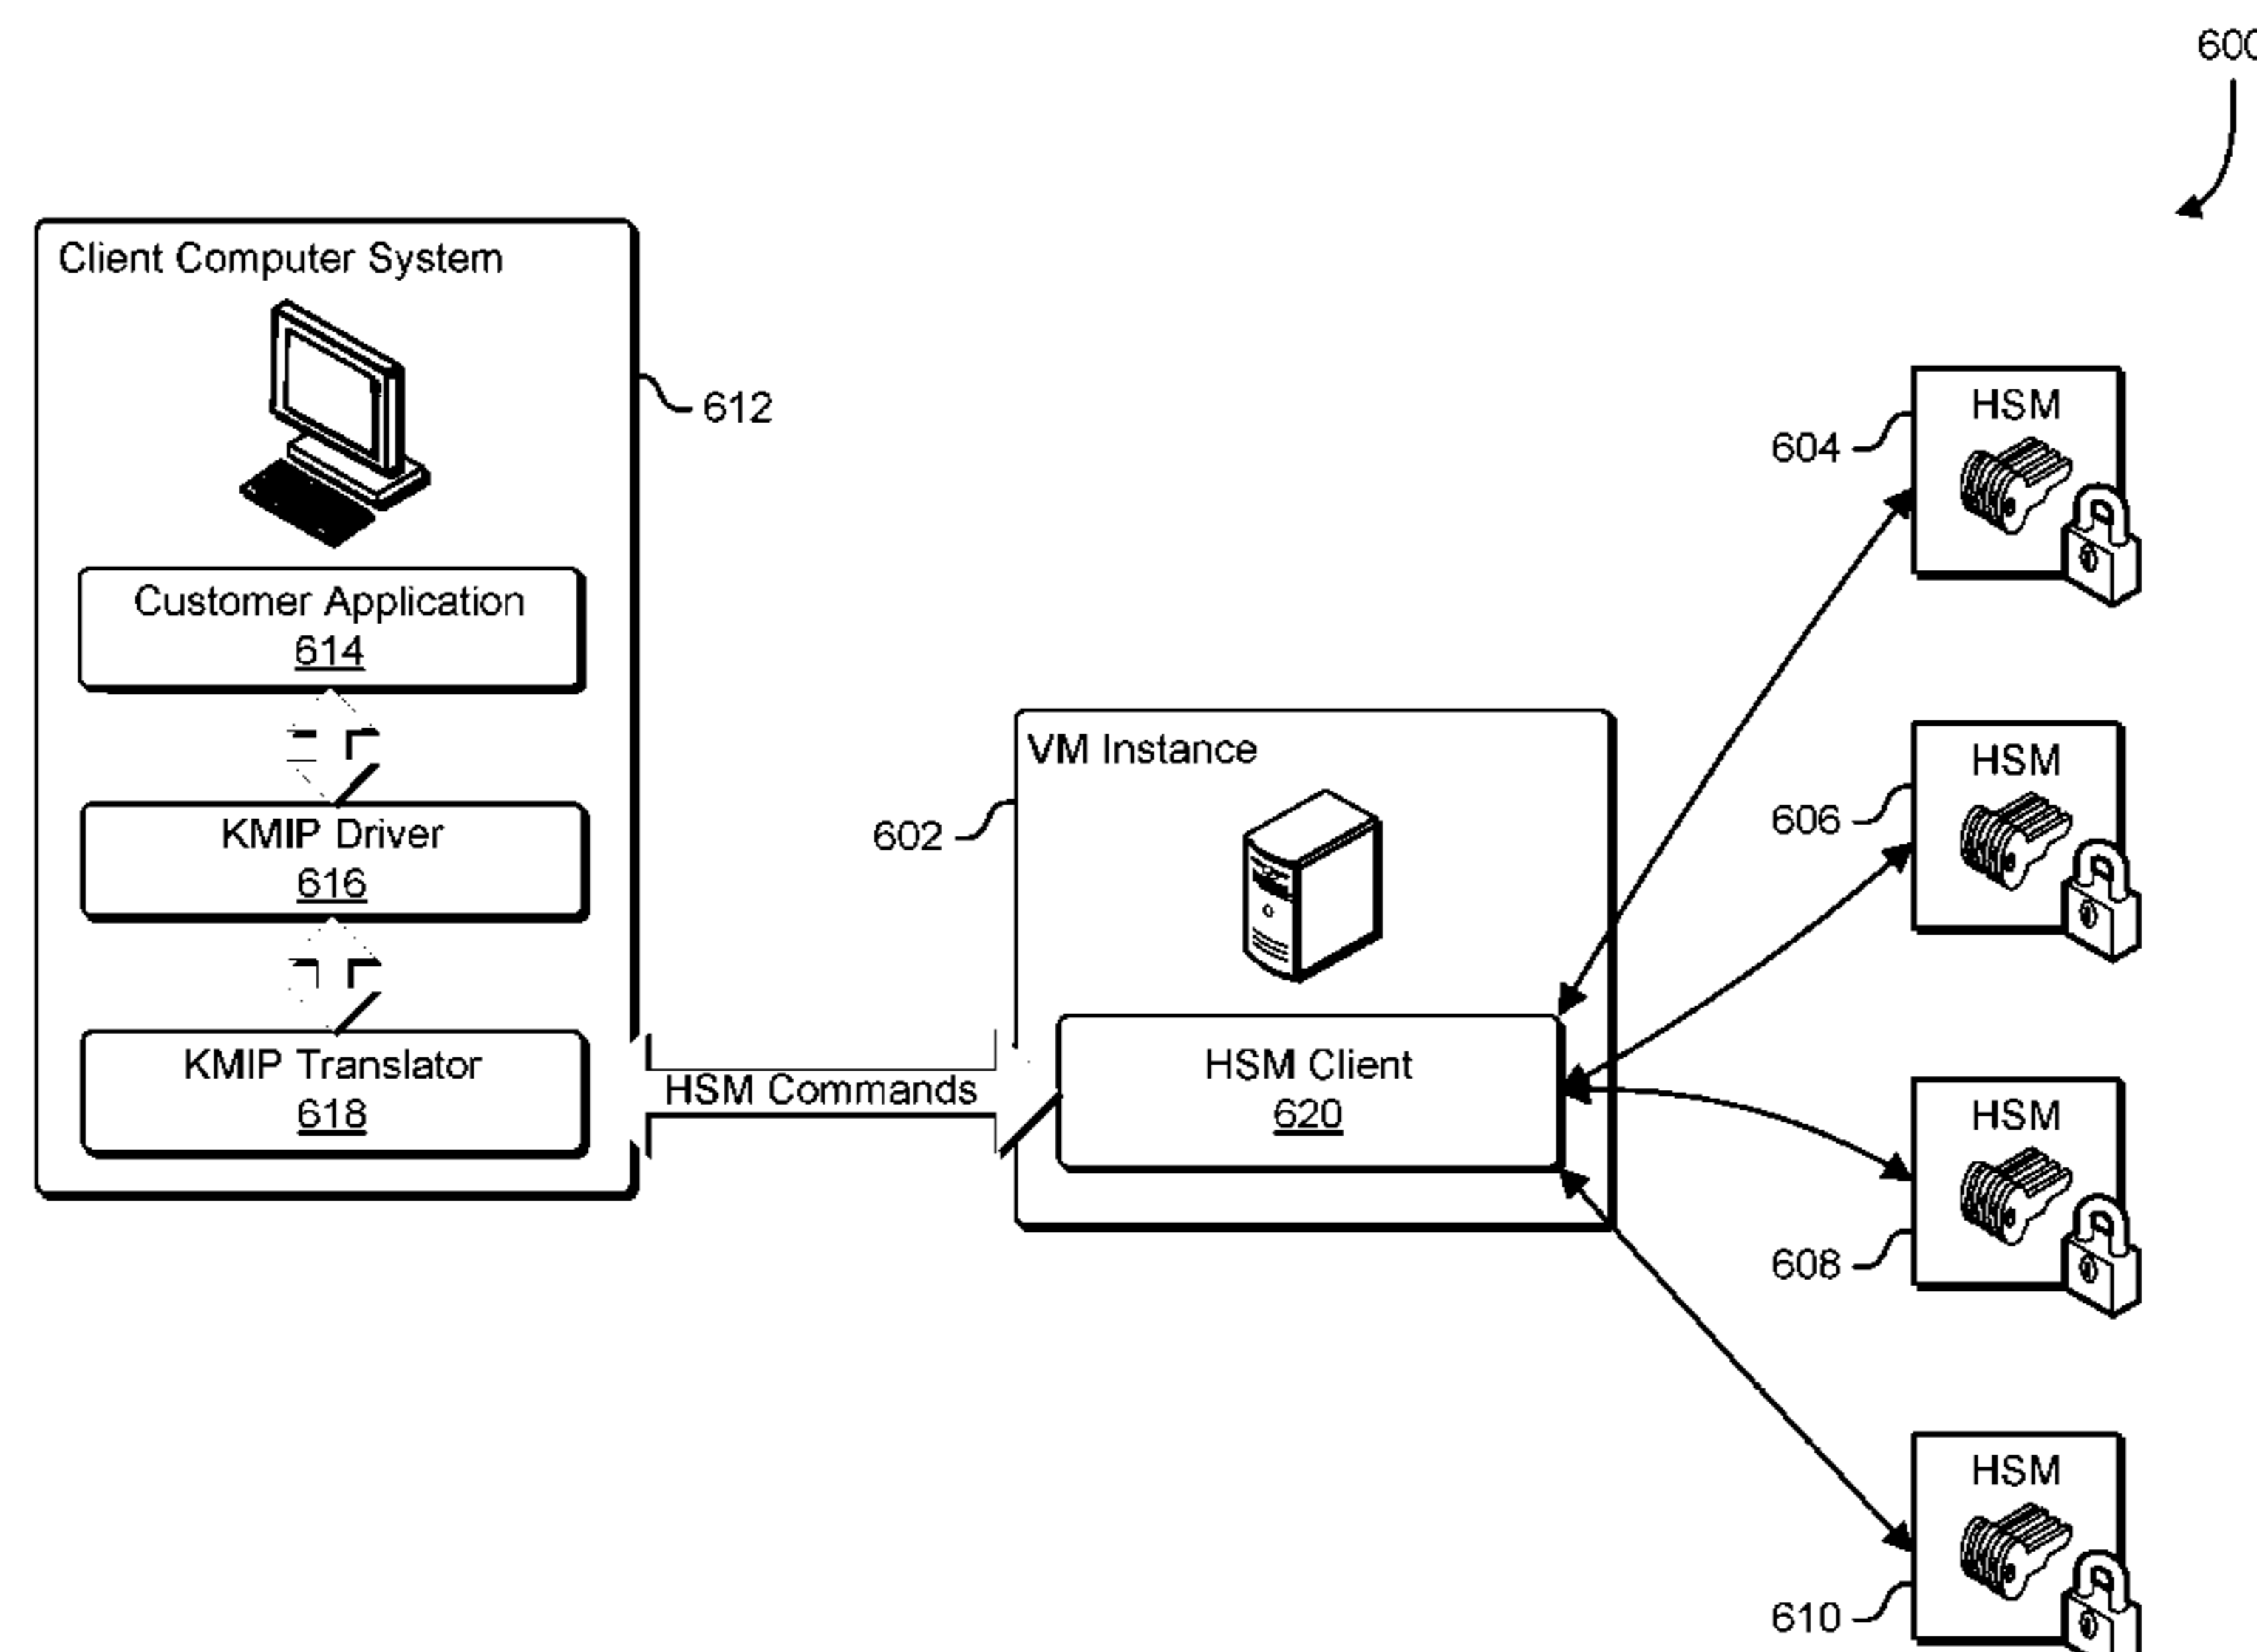 600
Client Computer System
612
Customer Application
614
KMIP Driver
616
KMIP Translator
618
HSM Commands
VM Instance
602
HSM Client
620
HSM
604
HSM
606
HSM
608
HSM
610